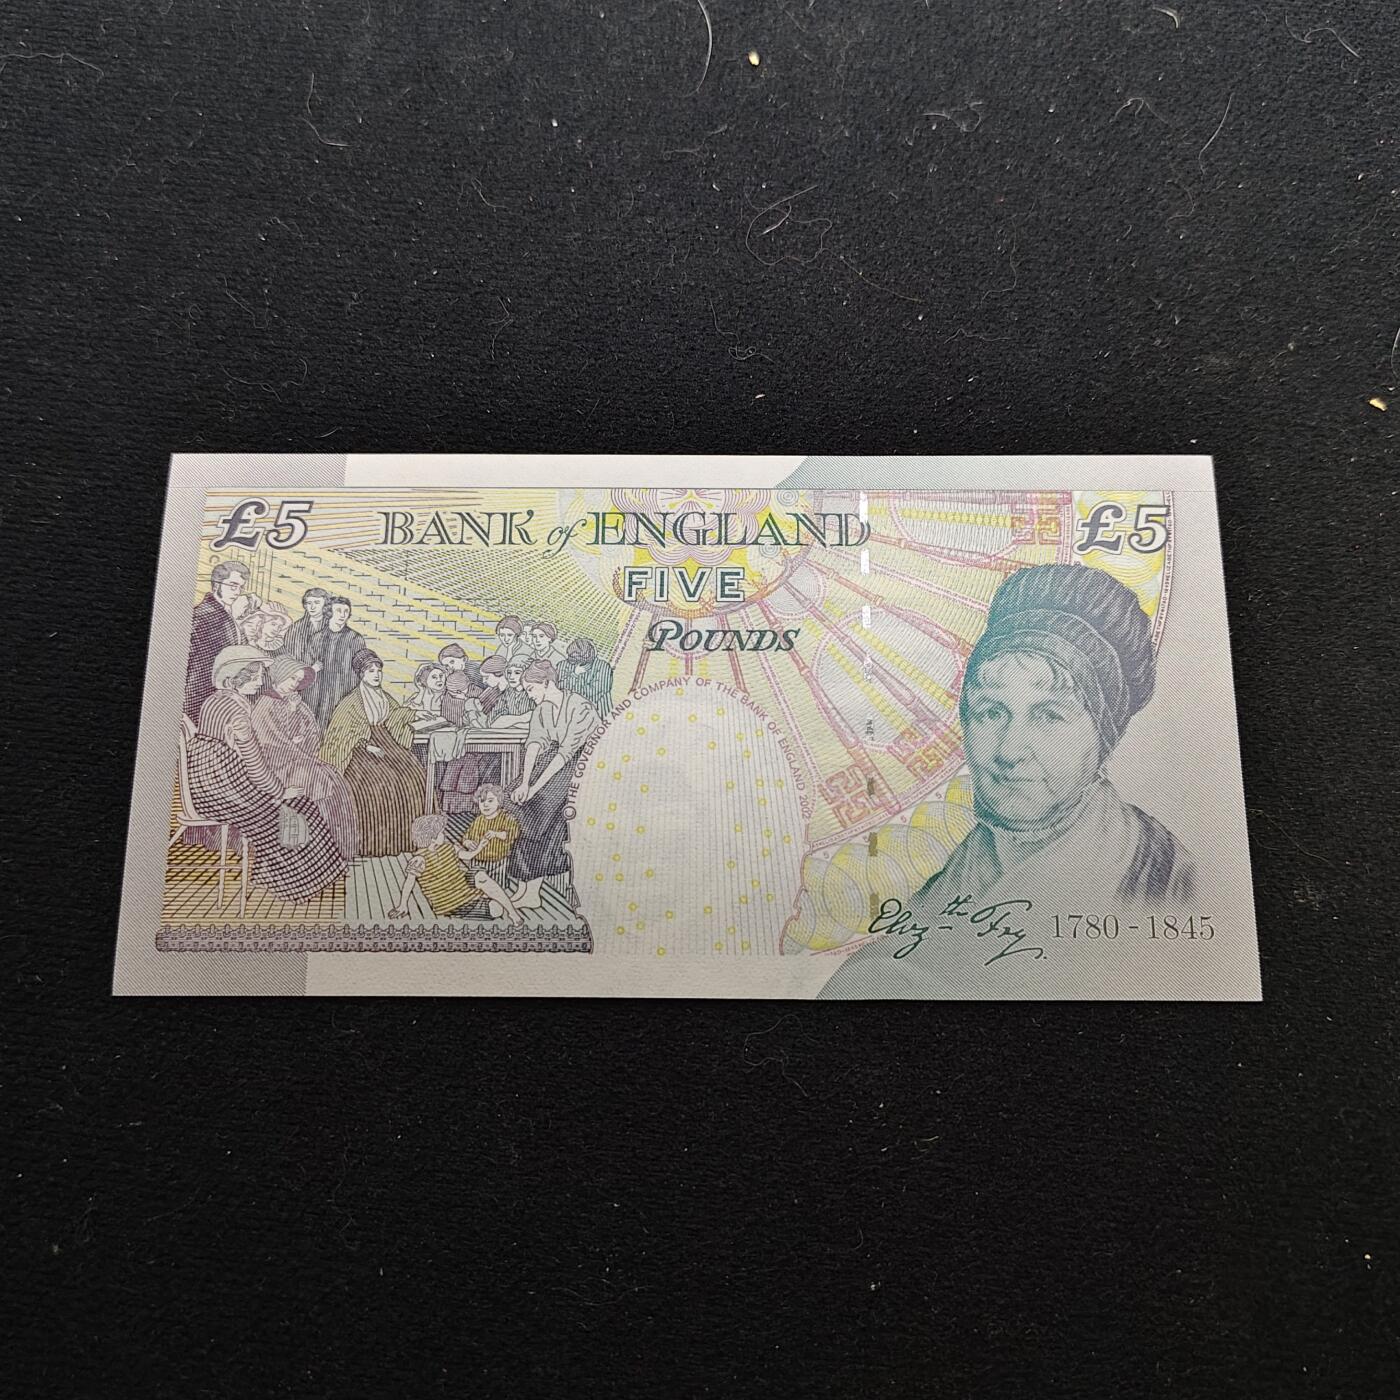 £5
BANK of ENGLAND
£5
FIVE
POUNDS
© THE GOVERNOR AND COMPANY OF THE BANK OF ENGLAND 2002
Elizth Fry.
1780 - 1845